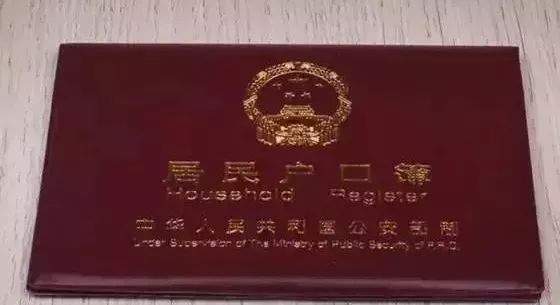 居民户口簿
Household Register
中华人民共和国公安部制
Under Supervision of The Ministry of Public Security of P.R.C.